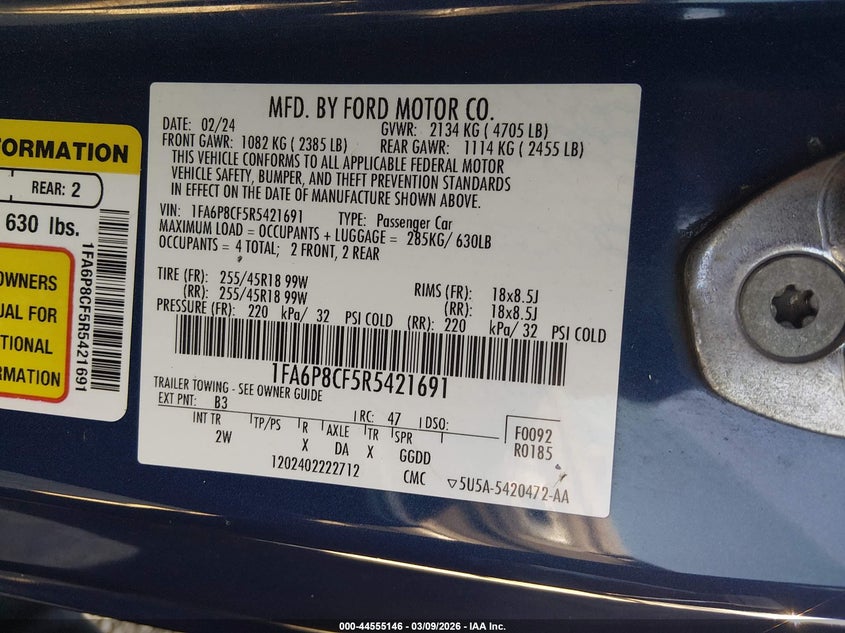 MFD. BY FORD MOTOR CO.
DATE: 02/24 GVWR: 2134 KG ( 4705 LB)
FRONT GAWR: 1082 KG ( 2385 LB) REAR GAWR: 1114 KG ( 2455 LB)
THIS VEHICLE CONFORMS TO ALL APPLICABLE FEDERAL MOTOR
VEHICLE SAFETY, BUMPER, AND THEFT PREVENTION STANDARDS
IN EFFECT ON THE DATE OF MANUFACTURE SHOWN ABOVE.
VIN: 1FA6P8CF5R5421691 TYPE: Passenger Car
MAXIMUM LOAD = OCCUPANTS + LUGGAGE = 285KG/ 630LB
OCCUPANTS = 4 TOTAL; 2 FRONT, 2 REAR
TIRE (FR): 255/45R18 99W RIMS (FR): 18x8.5J
(RR): 255/45R18 99W (RR): 18x8.5J
PRESSURE (FR): 220 kPa/ 32 PSI COLD (RR): 220 kPa/ 32 PSI COLD
1FA6P8CF5R5421691
TRAILER TOWING - SEE OWNER GUIDE
EXT PNT: B3 RC: 47 DSO:
INT TR TP/PS R AXLE TR SPR F0092
2W X DA X GGDD R0185
1202402222712 CMC ▽5U5A-5420472-AA
FORMATION
REAR: 2
630 lbs.
OWNERS
UAL FOR
TIONAL
RMATION
1FA6P8CF5R5421691
000-44555146 - 03/09/2026 - IAA Inc.